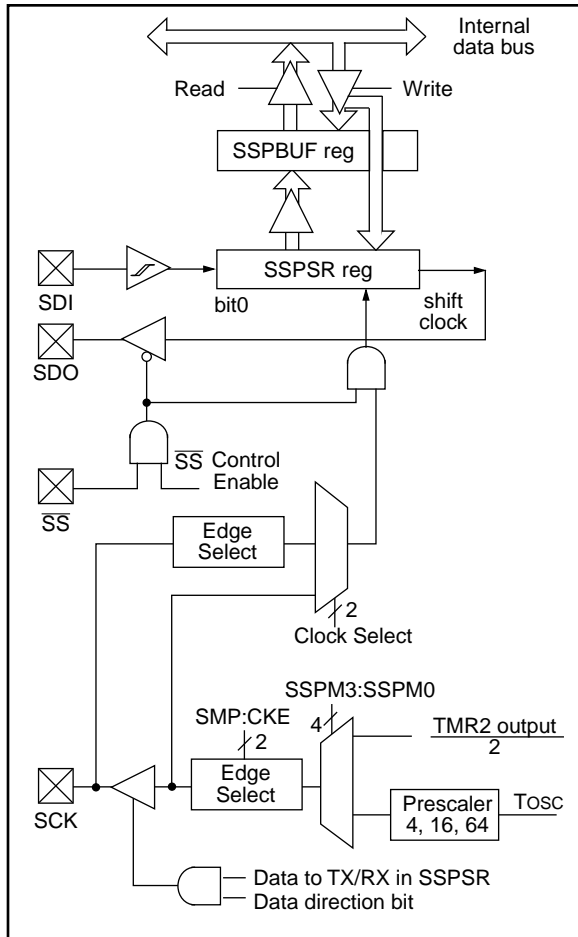 Internal
data bus
Read
Write
SSPBUF reg
SSPSR reg
SDI
bit0
shift
clock
SDO
SS Control
Enable
SS
Edge
Select
2
Clock Select
SSPM3:SSPM0
SMP:CKE
4
TMR2 output
2
2
Edge
Select
Prescaler
4, 16, 64
TOSC
SCK
Data to TX/RX in SSPSR
Data direction bit